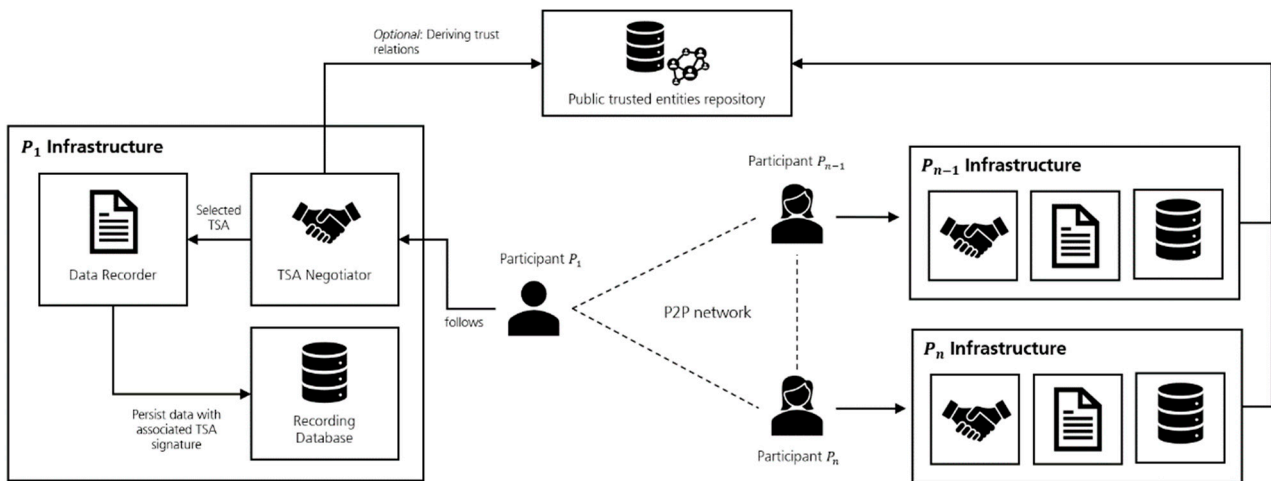 Optional: Deriving trust
relations
Public trusted entities repository
P₁ Infrastructure
Selected
TSA
Data Recorder
TSA Negotiator
follows
Persist data with
associated TSA
signature
Recording
Database
Participant P₁
P2P network
Participant Pₙ₋₁
Participant Pₙ
Pₙ₋₁ Infrastructure
Pₙ Infrastructure